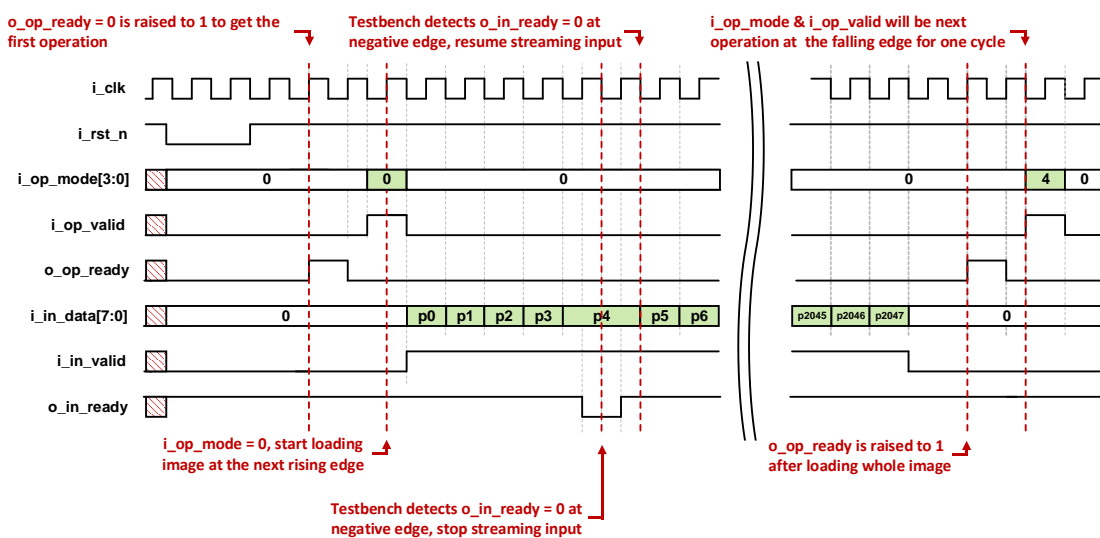 o_op_ready = 0 is raised to 1 to get the
first operation
Testbench detects o_in_ready = 0 at
negative edge, resume streaming input
i_op_mode & i_op_valid will be next
operation at the falling edge for one cycle
i_clk
i_rst_n
i_op_mode[3:0] 0 0 0 0 4 0
i_op_valid
o_op_ready
i_in_data[7:0] 0 p0 p1 p2 p3 p4 p5 p6 p2045 p2046 p2047 0
i_in_valid
o_in_ready
i_op_mode = 0, start loading
image at the next rising edge
o_op_ready is raised to 1
after loading whole image
Testbench detects o_in_ready = 0 at
negative edge, stop streaming input